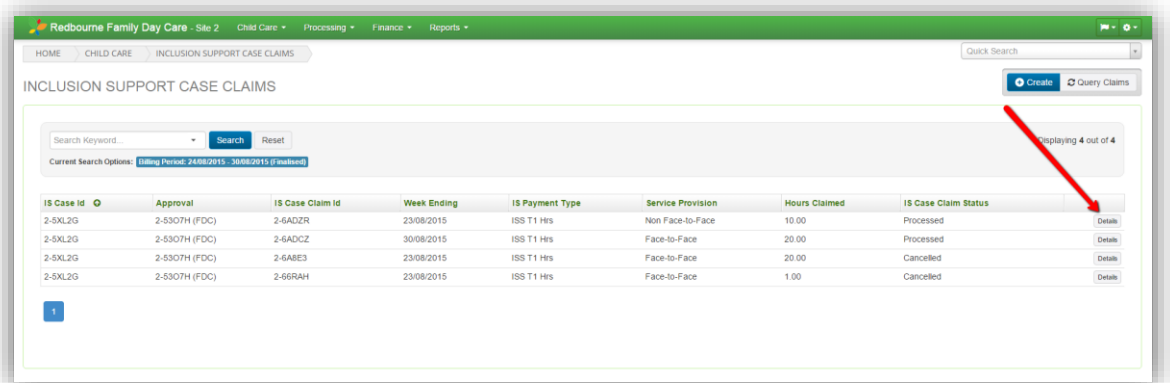 Redbourne Family Day Care - Site 2 Child Care Processing Finance Reports
HOME CHILD CARE INCLUSION SUPPORT CASE CLAIMS Quick Search
INCLUSION SUPPORT CASE CLAIMS Create Query Claims
Search Keyword... Search Reset Displaying 4 out of 4
Current Search Options: Billing Period: 24/08/2015 - 30/08/2015 (Finalised)
IS Case Id Approval IS Case Claim Id Week Ending IS Payment Type Service Provision Hours Claimed IS Case Claim Status
2-5XL2G 2-53O7H (FDC) 2-6ADZR 23/08/2015 ISS T1 Hrs Non Face-to-Face 10.00 Processed Details
2-5XL2G 2-53O7H (FDC) 2-6ADCZ 30/08/2015 ISS T1 Hrs Face-to-Face 20.00 Processed Details
2-5XL2G 2-53O7H (FDC) 2-6A8E3 23/08/2015 ISS T1 Hrs Face-to-Face 20.00 Cancelled Details
2-5XL2G 2-53O7H (FDC) 2-66RAH 23/08/2015 ISS T1 Hrs Face-to-Face 1.00 Cancelled Details
1